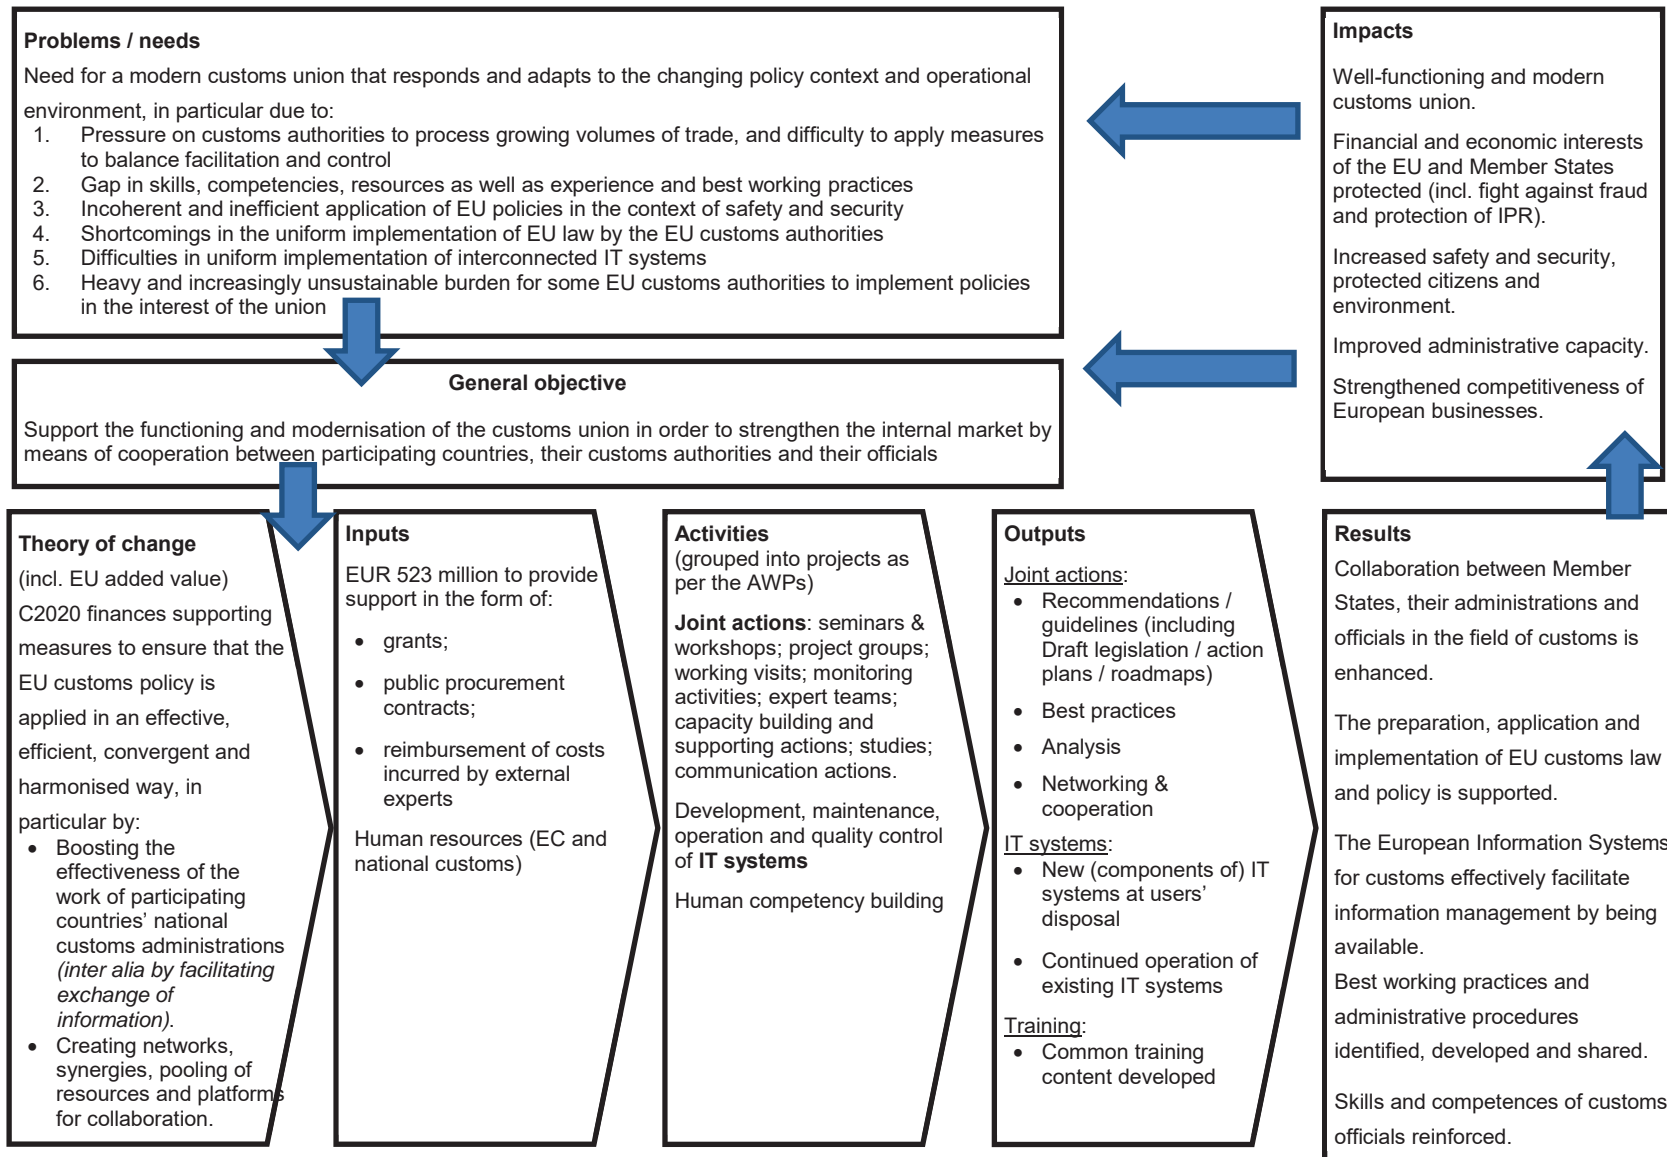 Problems / needs
Need for a modern customs union that responds and adapts to the changing policy context and operational
environment, in particular due to:
1. Pressure on customs authorities to process growing volumes of trade, and difficulty to apply measures
to balance facilitation and control
2. Gap in skills, competencies, resources as well as experience and best working practices
3. Incoherent and inefficient application of EU policies in the context of safety and security
4. Shortcomings in the uniform implementation of EU law by the EU customs authorities
5. Difficulties in uniform implementation of interconnected IT systems
6. Heavy and increasingly unsustainable burden for some EU customs authorities to implement policies
in the interest of the union
General objective
Support the functioning and modernisation of the customs union in order to strengthen the internal market by
means of cooperation between participating countries, their customs authorities and their officials
Impacts
Well-functioning and modern
customs union.
Financial and economic interests
of the EU and Member States
protected (incl. fight against fraud
and protection of IPR).
Increased safety and security,
protected citizens and
environment.
Improved administrative capacity.
Strengthened competitiveness of
European businesses.
Theory of change
(incl. EU added value)
C2020 finances supporting
measures to ensure that the
EU customs policy is
applied in an effective,
efficient, convergent and
harmonised way, in
particular by:
• Boosting the
effectiveness of the
work of participating
countries’ national
customs administrations
(inter alia by facilitating
exchange of
information).
• Creating networks,
synergies, pooling of
resources and platforms
for collaboration.
Inputs
EUR 523 million to provide
support in the form of:
• grants;
• public procurement
contracts;
• reimbursement of costs
incurred by external
experts
Human resources (EC and
national customs)
Activities
(grouped into projects as
per the AWPs)
Joint actions: seminars &
workshops; project groups;
working visits; monitoring
activities; expert teams;
capacity building and
supporting actions; studies;
communication actions.
Development, maintenance,
operation and quality control
of IT systems
Human competency building
Outputs
Joint actions:
• Recommendations /
guidelines (including
Draft legislation / action
plans / roadmaps)
• Best practices
• Analysis
• Networking &
cooperation
IT systems:
• New (components of) IT
systems at users’
disposal
• Continued operation of
existing IT systems
Training:
• Common training
content developed
Results
Collaboration between Member
States, their administrations and
officials in the field of customs is
enhanced.
The preparation, application and
implementation of EU customs law
and policy is supported.
The European Information Systems
for customs effectively facilitate
information management by being
available.
Best working practices and
administrative procedures
identified, developed and shared.
Skills and competences of customs
officials reinforced.